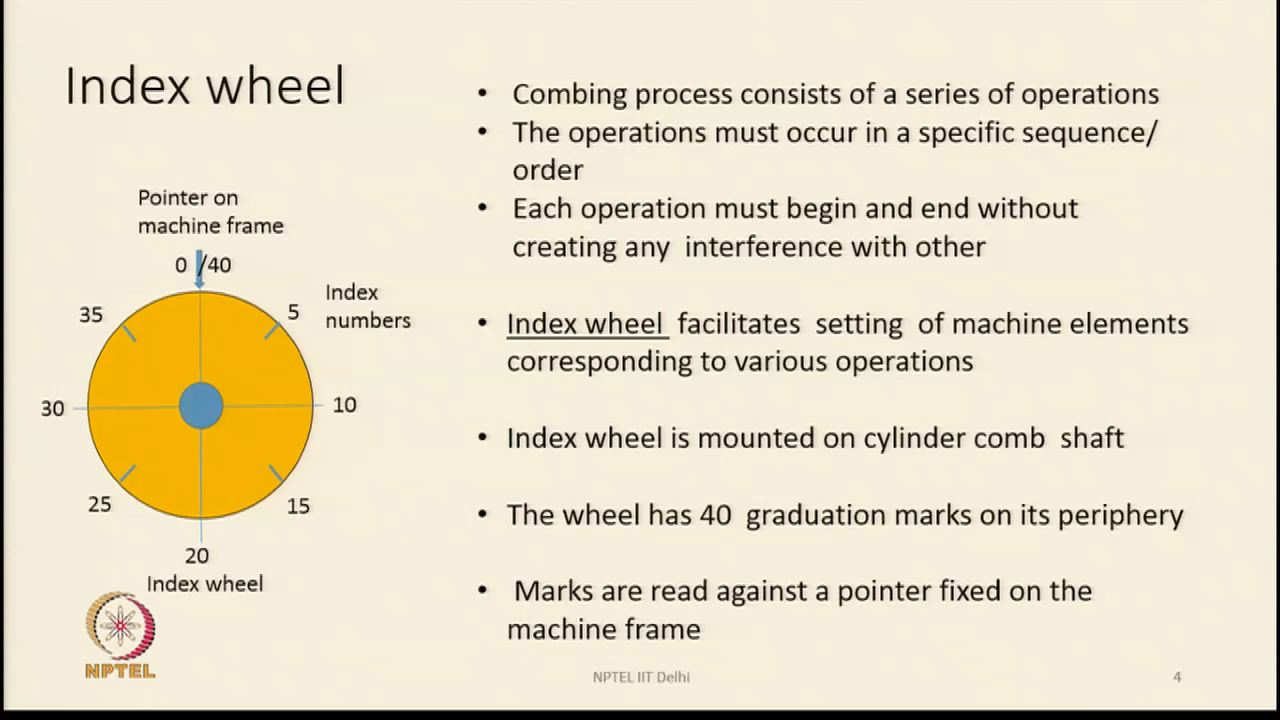 Index wheel
Pointer on
machine frame
0 /40
35
5
Index
numbers
30
10
25
15
20
Index wheel
NPTEL
• Combing process consists of a series of operations
• The operations must occur in a specific sequence/
order
• Each operation must begin and end without
creating any interference with other
• Index wheel facilitates setting of machine elements
corresponding to various operations
• Index wheel is mounted on cylinder comb shaft
• The wheel has 40 graduation marks on its periphery
• Marks are read against a pointer fixed on the
machine frame
NPTEL IIT Delhi
4